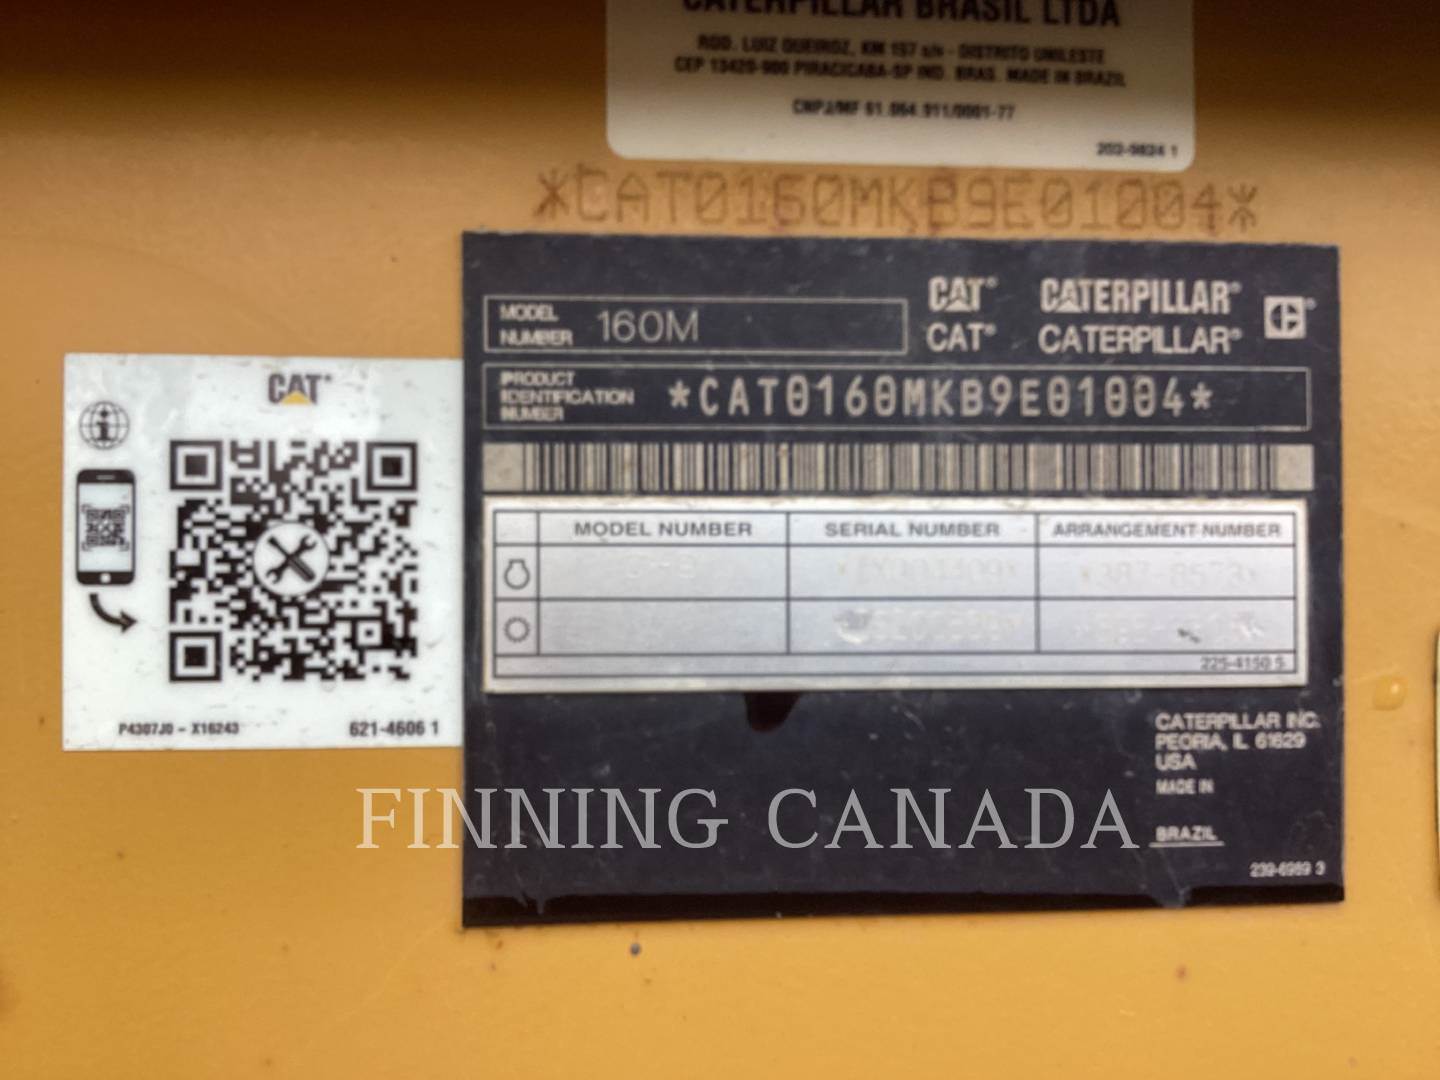 CATERPILLAR BRASIL LTDA
ROD. LUIZ QUEIROZ, KM 157 s/n - DISTRITO UNILESTE
CEP 13420-900 PIRACICABA-SP IND. BRAS. MADE IN BRAZIL
CNPJ/MF 61.064.911/0001-77
*CAT0160MKB9E01004*
MODEL NUMBER 160M
CAT® CATERPILLAR®
CAT® CATERPILLAR®
PRODUCT IDENTIFICATION NUMBER *CAT0160MKB9E01004*
MODEL NUMBER SERIAL NUMBER ARRANGEMENT NUMBER
*387-8573*
225-4150 5
CATERPILLAR INC.
PEORIA, IL 61629
USA
MADE IN
BRAZIL
239-6989 3
CAT®
P4307J0 - X16243 621-4606 1
FINNING CANADA